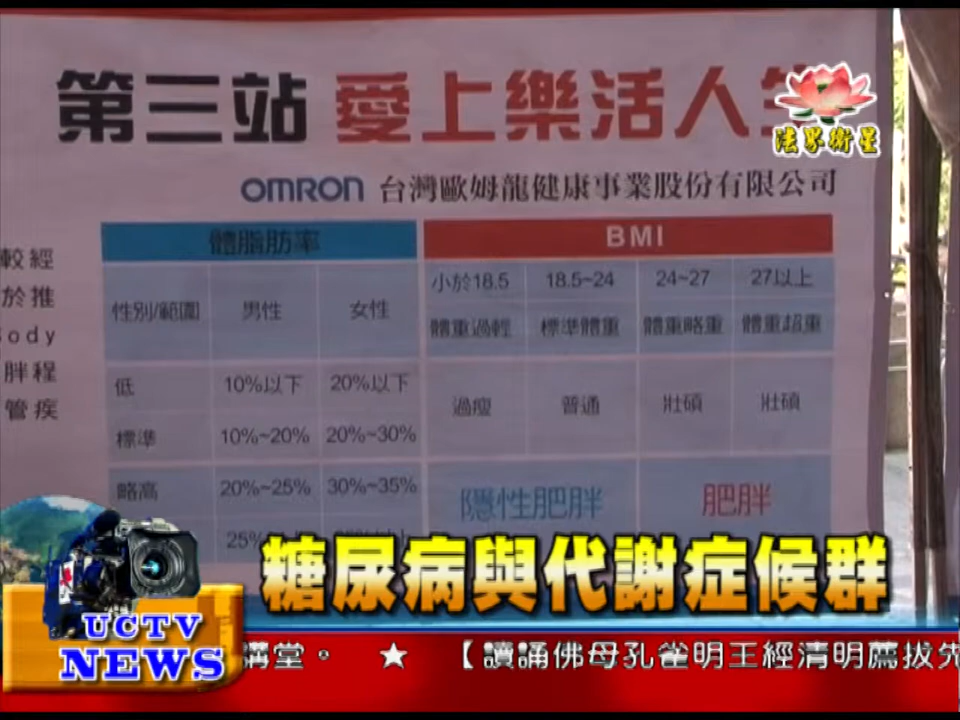 第三站 愛上樂活人生
法界衛星
OMRON 台灣歐姆龍健康事業股份有限公司
較經
於推
Body
胖程
管疾
體脂肪率
性別/範圍 男性 女性
低 10%以下 20%以下
標準 10%~20% 20%~30%
略高 20%~25% 30%~35%
25%
BMI
小於18.5 18.5~24 24~27 27以上
體重過輕 標準體重 體重略重 體重超重
過瘦 普通 壯碩 壯碩
隱性肥胖 肥胖
糖尿病與代謝症候群
UCTV
NEWS
講堂。 ★ 【讀誦佛母孔雀明王經清明薦拔先